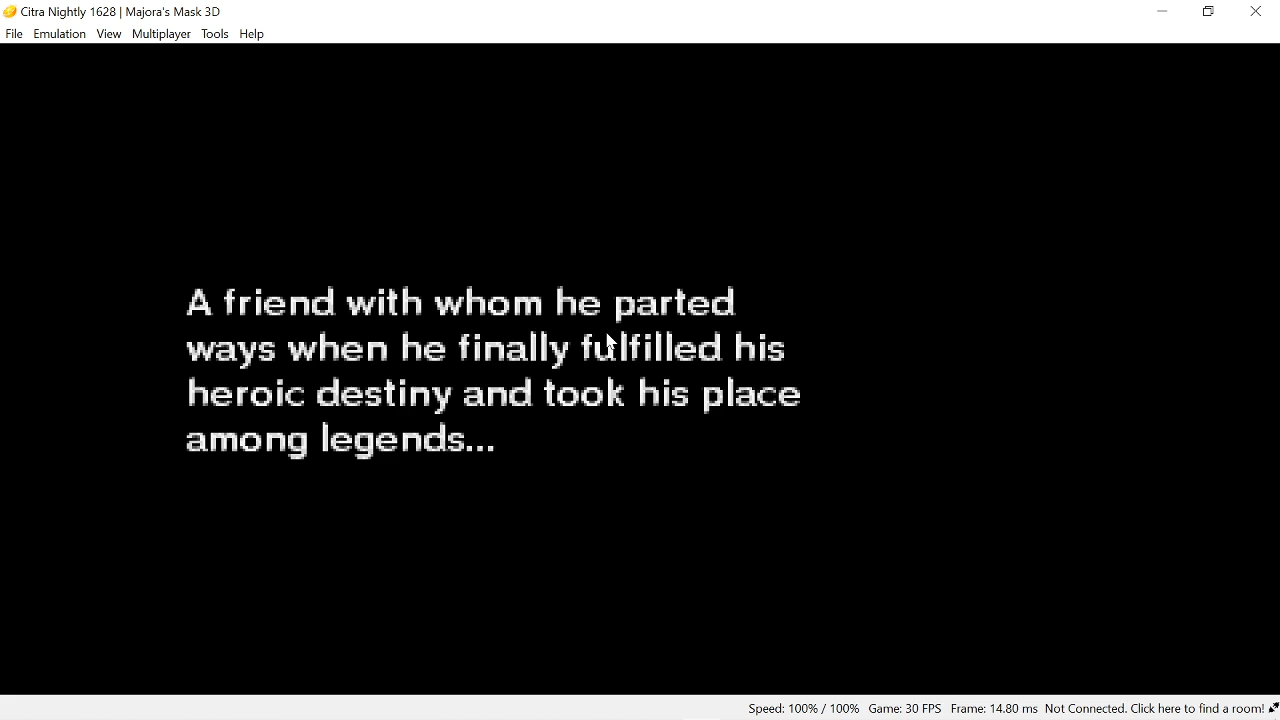 Citra Nightly 1628 | Majora's Mask 3D
File Emulation View Multiplayer Tools Help
A friend with whom he parted
ways when he finally fulfilled his
heroic destiny and took his place
among legends...
Speed: 100% / 100% Game: 30 FPS Frame: 14.80 ms Not Connected. Click here to find a room!